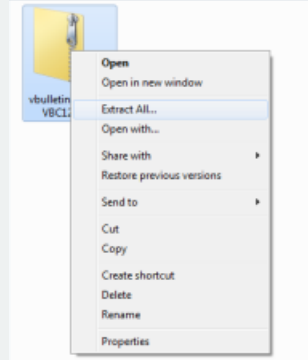 Open
Open in new window
Extract All...
Open with...
vbulletin
VBC12
Share with
Restore previous versions
Send to
Cut
Copy
Create shortcut
Delete
Rename
Properties